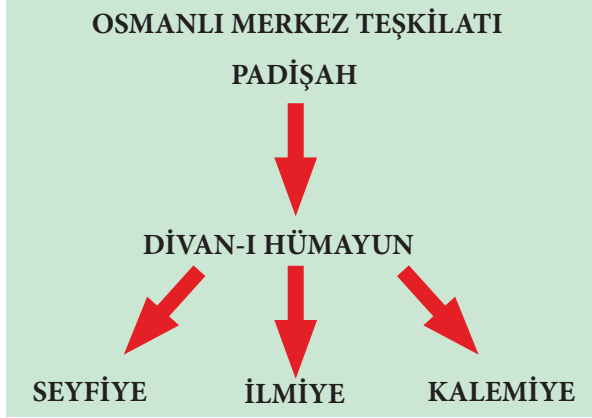 OSMANLI MERKEZ TEŞKİLATI
PADİŞAH
DİVAN-I HÜMAYUN
SEYFİYE İLMİYE KALEMİYE